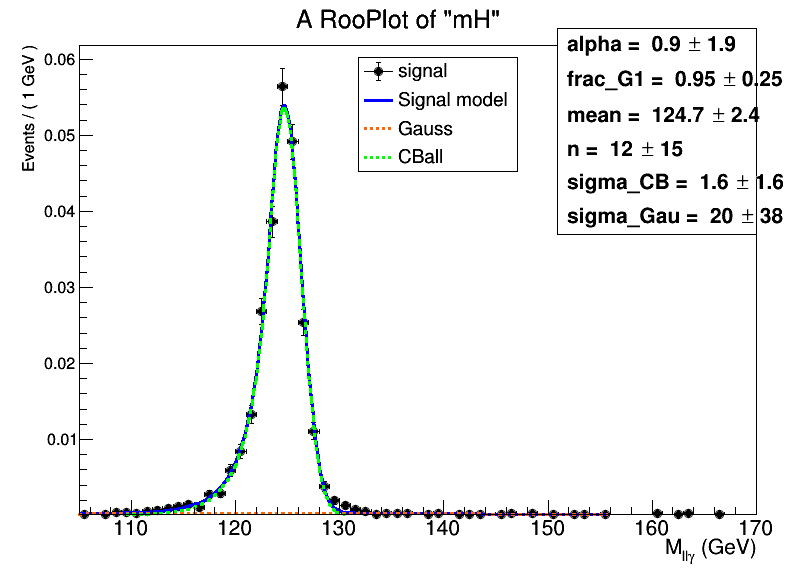 A RooPlot of "mH"
alpha = 0.9 ± 1.9
frac_G1 = 0.95 ± 0.25
mean = 124.7 ± 2.4
n = 12 ± 15
sigma_CB = 1.6 ± 1.6
sigma_Gau = 20 ± 38
signal
Signal model
Gauss
CBall
Events / ( 1 GeV )
0.06
0.05
0.04
0.03
0.02
0.01
110 120 130 140 150 160 170
M_llγ (GeV)